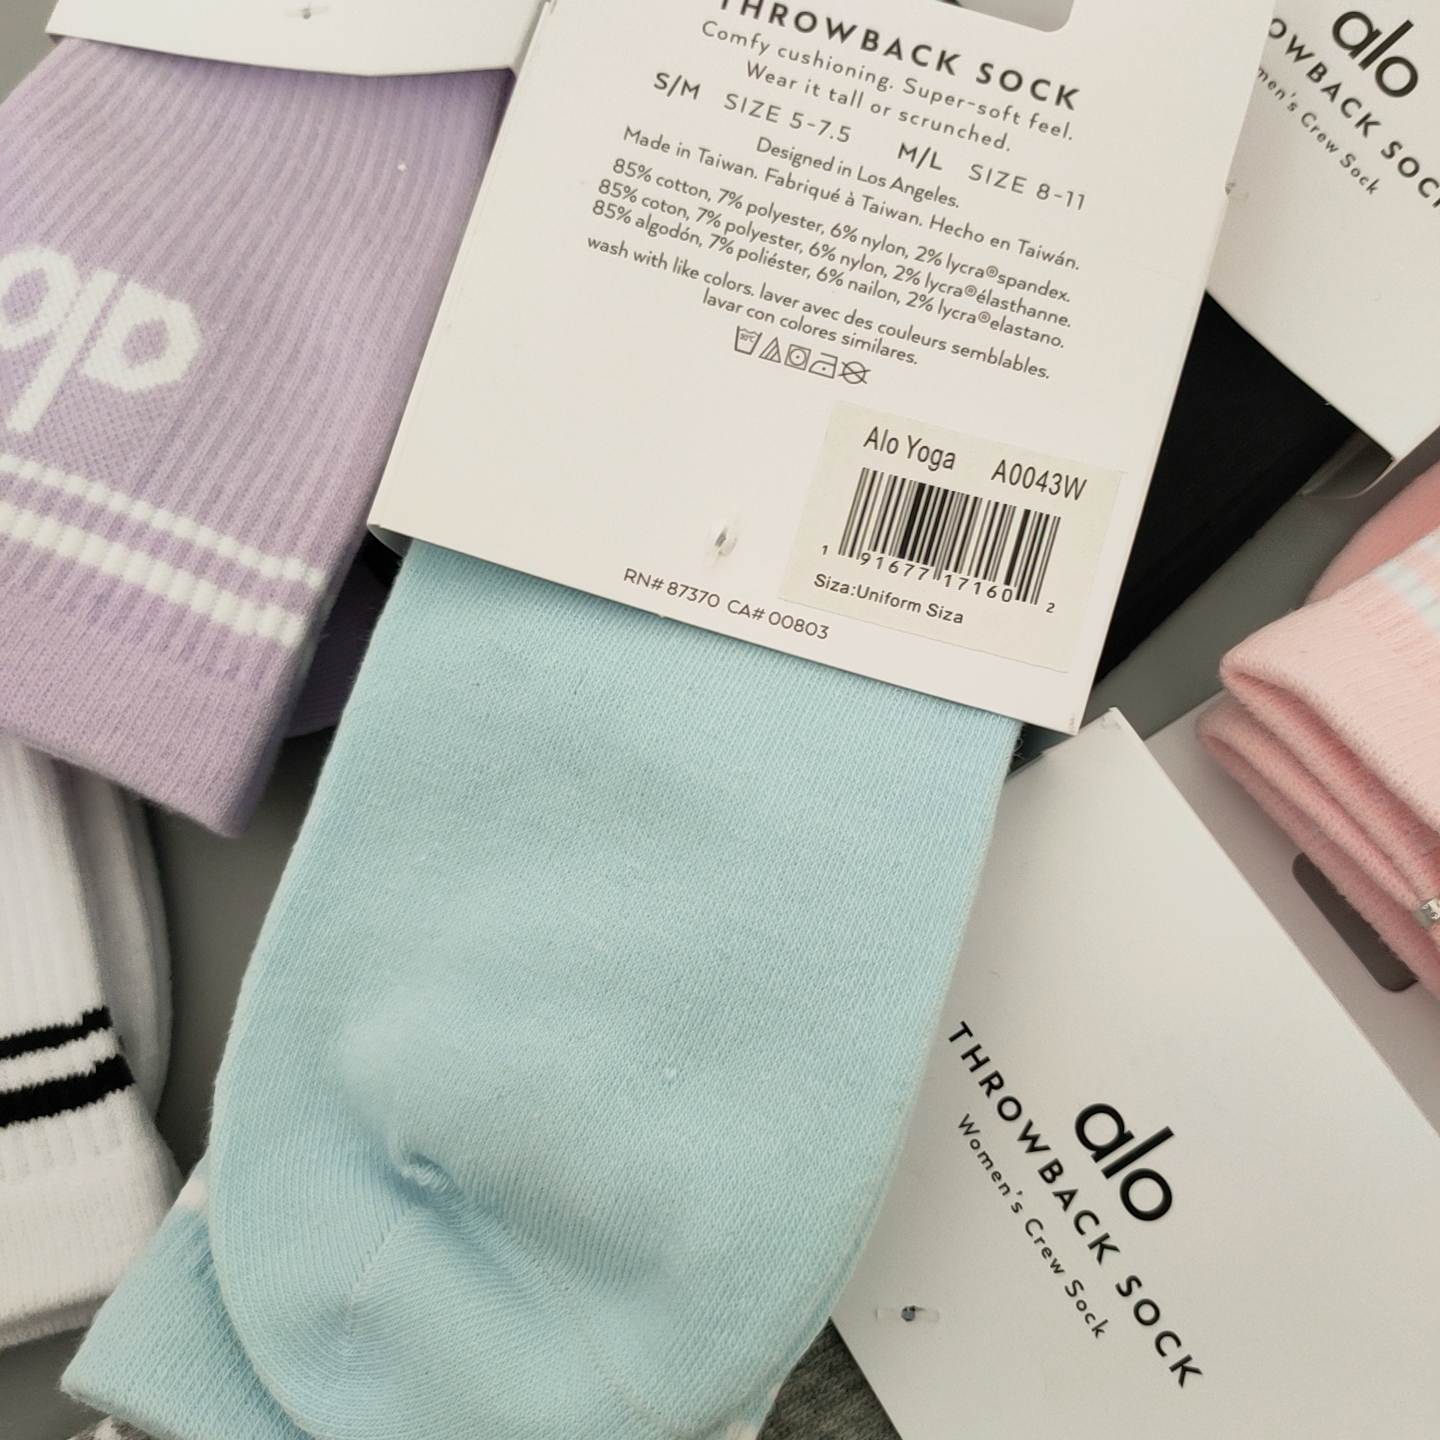 THROWBACK SOCK
Comfy cushioning. Super-soft feel.
Wear it tall or scrunched.
S/M SIZE 5-7.5 M/L SIZE 8-11
Designed in Los Angeles.
Made in Taiwan. Fabriqué à Taiwan. Hecho en Taiwán.
85% cotton, 7% polyester, 6% nylon, 2% lycra®spandex.
85% coton, 7% polyester, 6% nylon, 2% lycra®élasthanne.
85% algodón, 7% poliéster, 6% nailon, 2% lycra®elastano.
wash with like colors. laver avec des couleurs semblables.
lavar con colores similares.
30°C
Alo Yoga A0043W
1 91677 17160 2
Siza:Uniform Siza
RN# 87370 CA# 00803
alo
OWBACK SOCK
men's Crew Sock
alo
THROWBACK SOCK
Women's Crew Sock